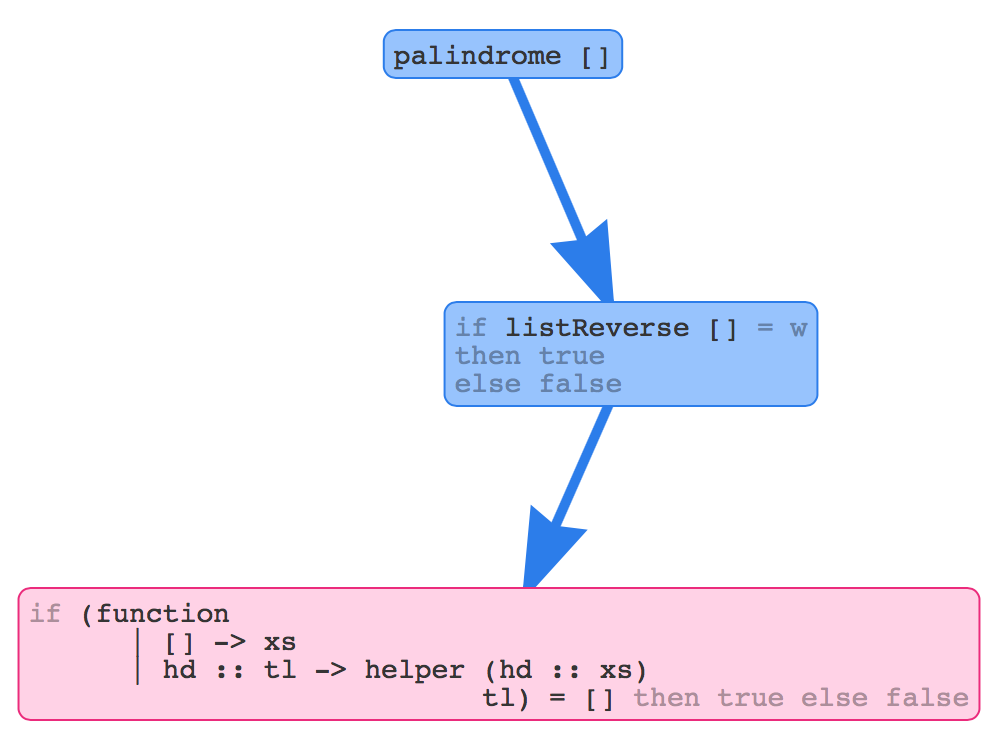 palindrome []
if listReverse [] = w
then true
else false
if (function
| [] -> xs
| hd :: tl -> helper (hd :: xs)
tl) = [] then true else false